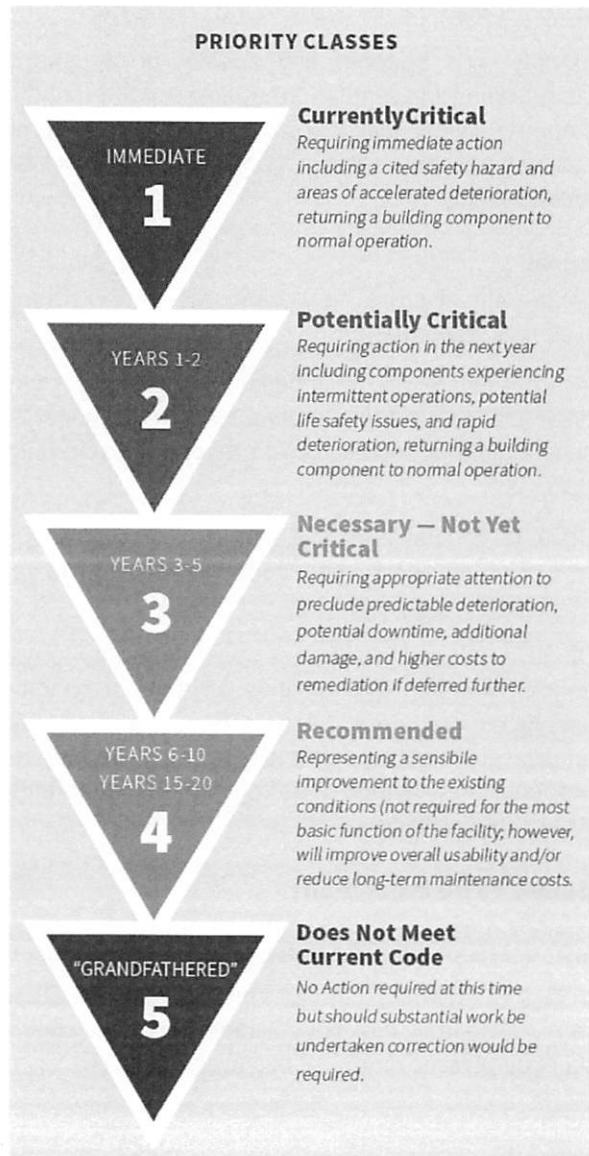 PRIORITY CLASSES
IMMEDIATE
1
CurrentlyCritical
Requiring immediate action
including a cited safety hazard and
areas of accelerated deterioration,
returning a building component to
normal operation.
YEARS 1-2
2
Potentially Critical
Requiring action in the next year
including components experiencing
intermittent operations, potential
life safety issues, and rapid
deterioration, returning a building
component to normal operation.
YEARS 3-5
3
Necessary — Not Yet
Critical
Requiring appropriate attention to
preclude predictable deterioration,
potential downtime, additional
damage, and higher costs to
remediation if deferred further.
YEARS 6-10
YEARS 15-20
4
Recommended
Representing a sensibile
improvement to the existing
conditions (not required for the most
basic function of the facility; however,
will improve overall usability and/or
reduce long-term maintenance costs.
"GRANDFATHERED"
5
Does Not Meet
Current Code
No Action required at this time
but should substantial work be
undertaken correction would be
required.